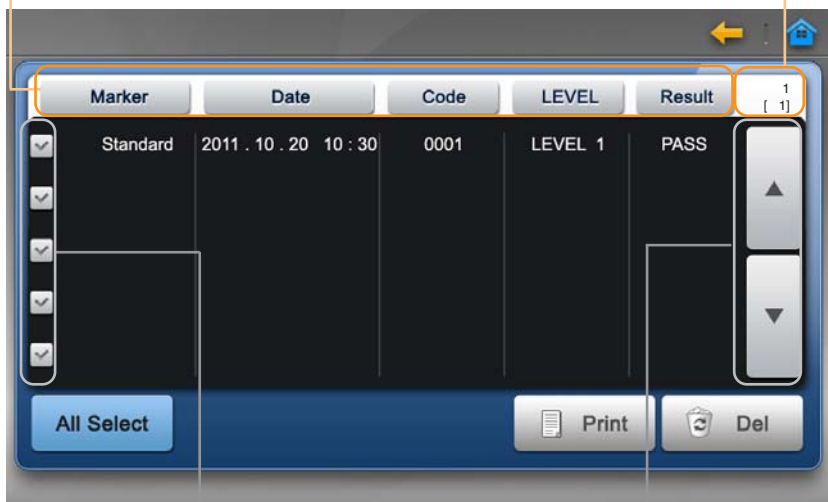 Marker Date Code LEVEL Result 1
[ 1]
Standard 2011 . 10 . 20 10 : 30 0001 LEVEL 1 PASS
All Select Print Del